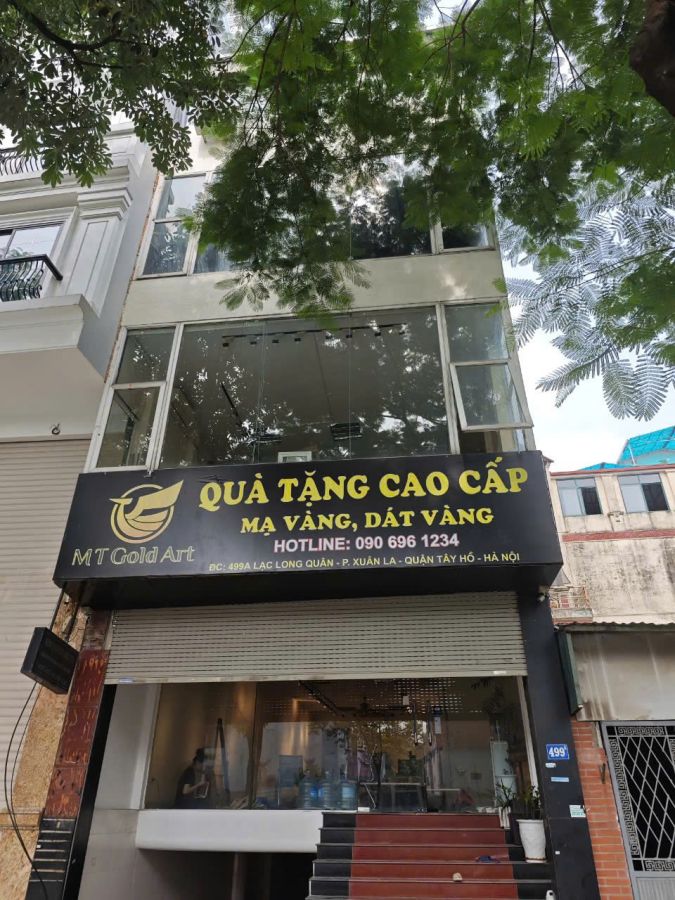 QUÀ TẶNG CAO CẤP
MẠ VÀNG, DÁT VÀNG
HOTLINE: 090 696 1234
ĐC: 499A LẠC LONG QUÂN - P. XUÂN LA - QUẬN TÂY HỒ - HÀ NỘI
MT Gold Art
499